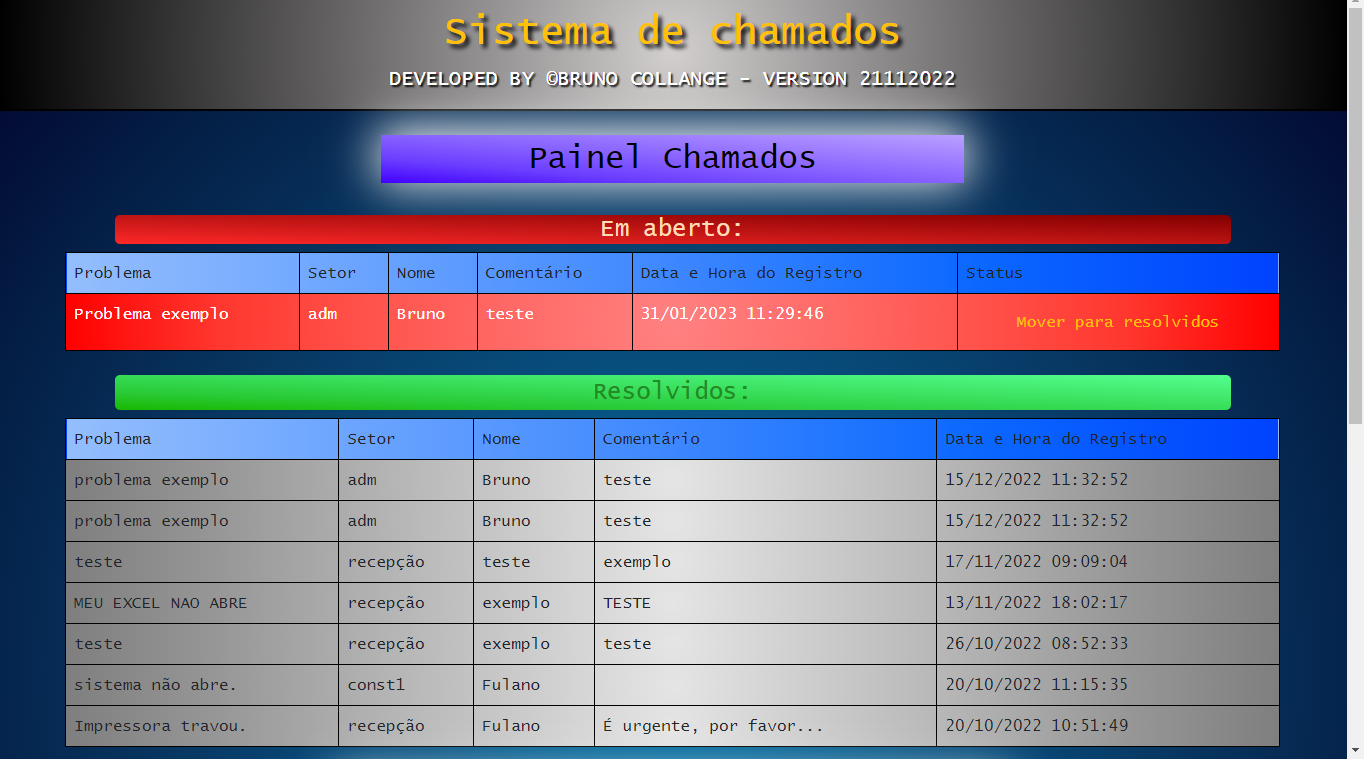 Sistema de chamados
DEVELOPED BY ©BRUNO COLLANGE - VERSION 21112022
Painel Chamados
Em aberto:
Problema Setor Nome Comentário Data e Hora do Registro Status
Problema exemplo adm Bruno teste 31/01/2023 11:29:46 Mover para resolvidos
Resolvidos:
Problema Setor Nome Comentário Data e Hora do Registro
problema exemplo adm Bruno teste 15/12/2022 11:32:52
problema exemplo adm Bruno teste 15/12/2022 11:32:52
teste recepção teste exemplo 17/11/2022 09:09:04
MEU EXCEL NAO ABRE recepção exemplo TESTE 13/11/2022 18:02:17
teste recepção exemplo teste 26/10/2022 08:52:33
sistema não abre. const1 Fulano 20/10/2022 11:15:35
Impressora travou. recepção Fulano É urgente, por favor... 20/10/2022 10:51:49